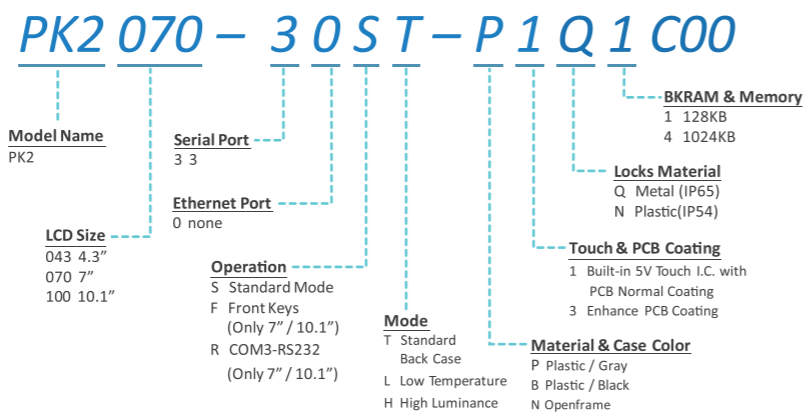 PK2 070 – 3 0 S T – P 1 Q 1 C00
BKRAM & Memory
1 128KB
4 1024KB
Model Name
PK2
Serial Port
3 3
Locks Material
Q Metal (IP65)
N Plastic(IP54)
Ethernet Port
0 none
LCD Size
043 4.3”
070 7”
100 10.1”
Touch & PCB Coating
1 Built-in 5V Touch I.C. with
PCB Normal Coating
3 Enhance PCB Coating
Operation
S Standard Mode
F Front Keys
(Only 7” / 10.1”)
R COM3-RS232
(Only 7” / 10.1”)
Mode
T Standard
Back Case
L Low Temperature
H High Luminance
Material & Case Color
P Plastic / Gray
B Plastic / Black
N Openframe